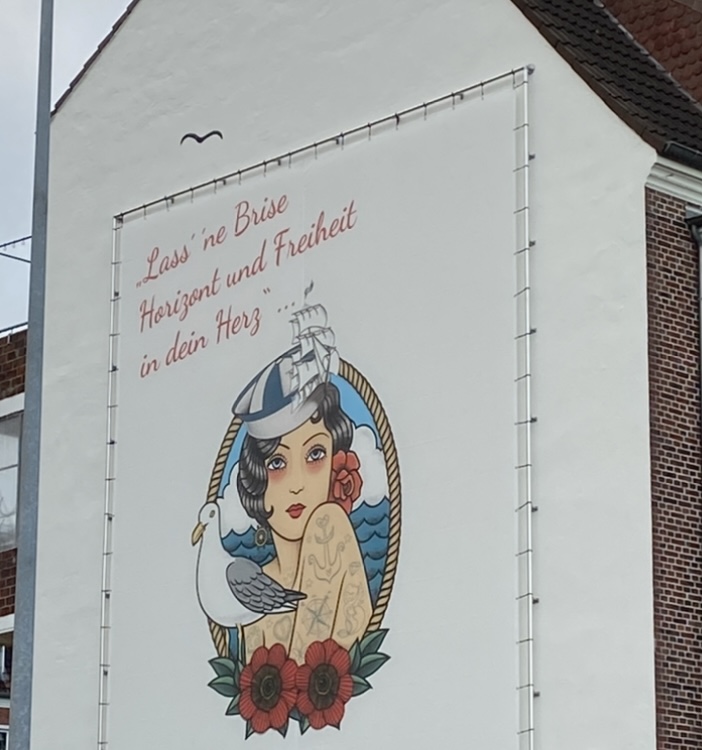 „Lass´ ´ne Brise
Horizont und Freiheit
in dein Herz“ ...